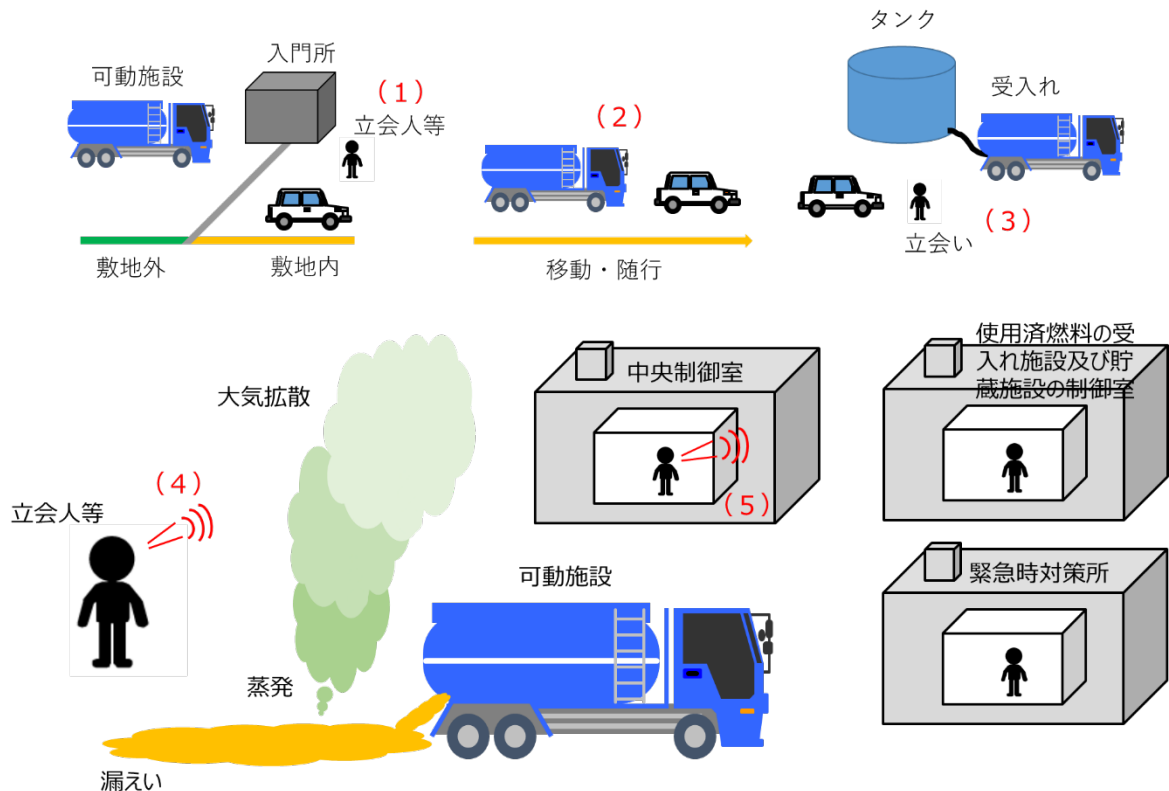 入門所
可動施設
（１）
立会人等
敷地外
敷地内
（２）
移動・随行
タンク
受入れ
立会い
（３）
大気拡散
（４）
立会人等
蒸発
漏えい
可動施設
中央制御室
（５）
使用済燃料の受
入れ施設及び貯
蔵施設の制御室
緊急時対策所